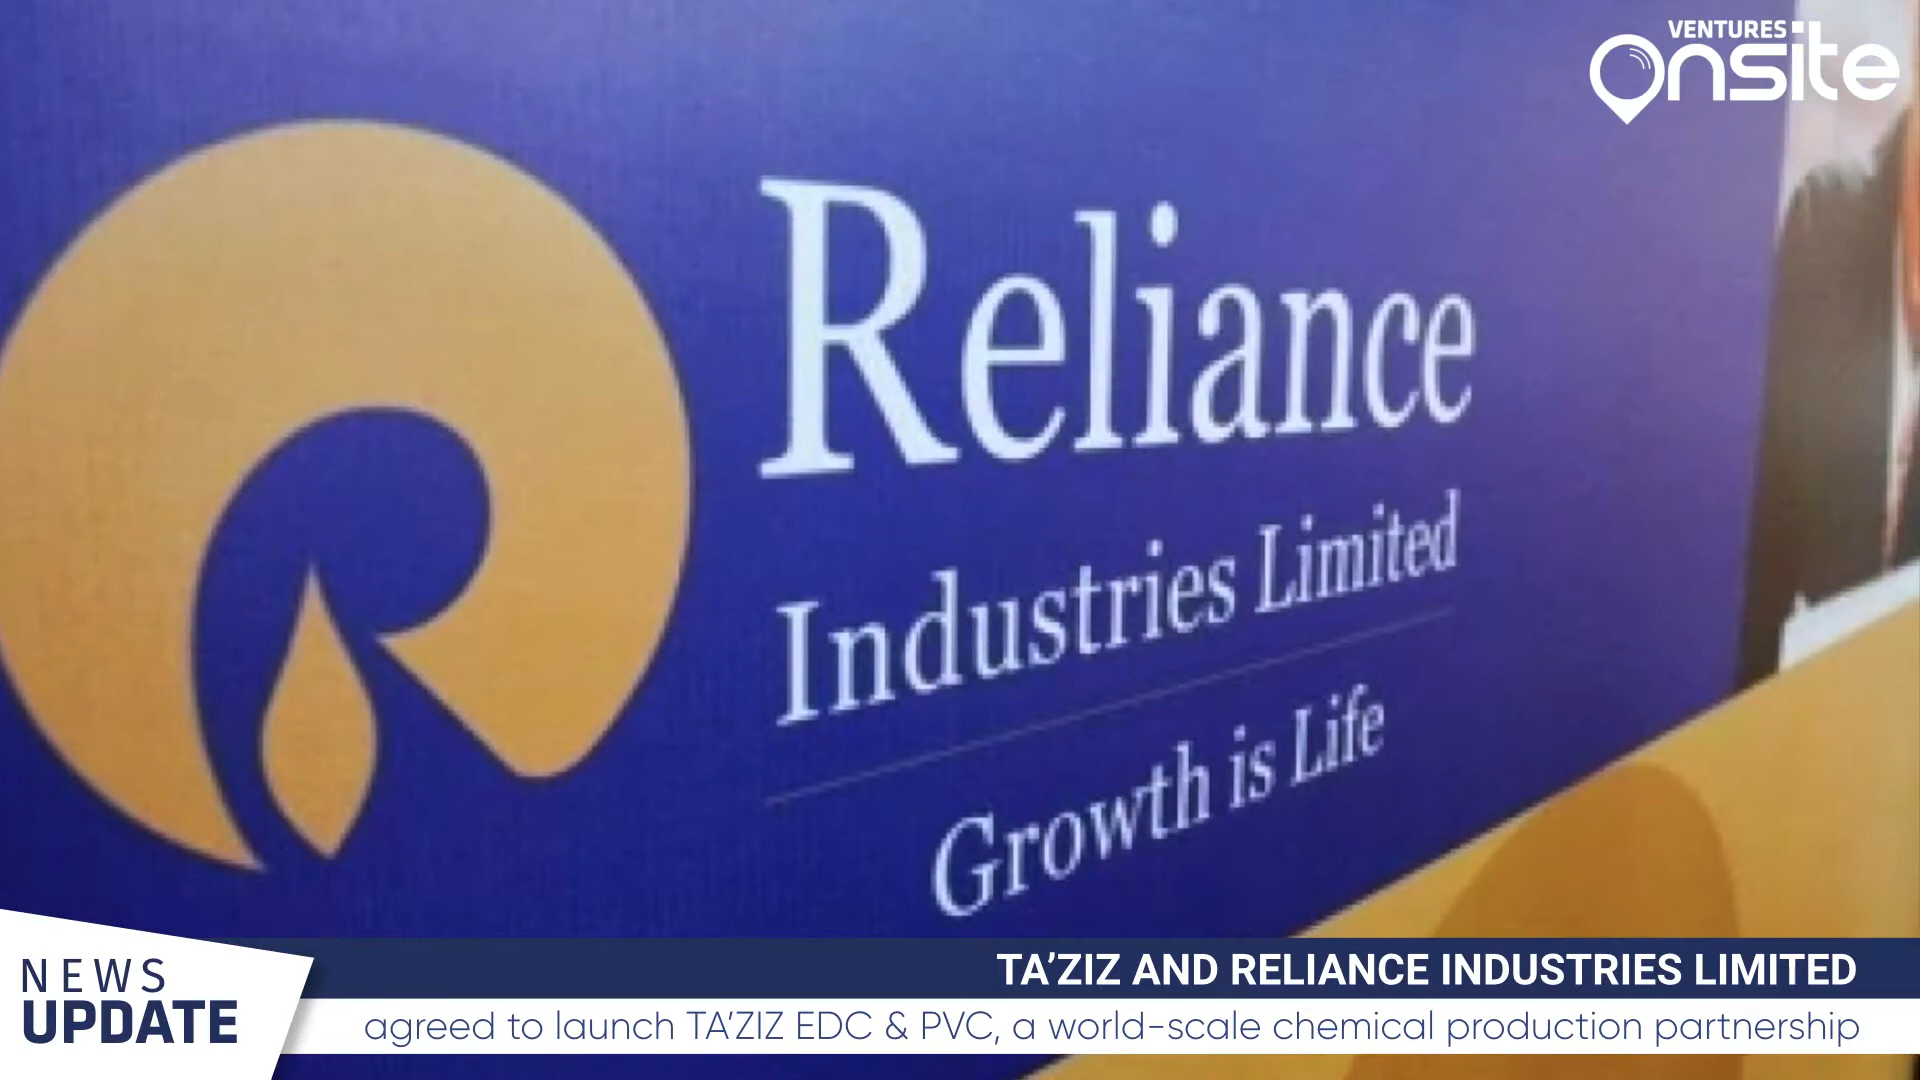 VENTURES
Onsite
Reliance
Industries Limited
Growth is Life
NEWS
UPDATE
TA’ZIZ AND RELIANCE INDUSTRIES LIMITED
agreed to launch TA’ZIZ EDC & PVC, a world-scale chemical production partnership